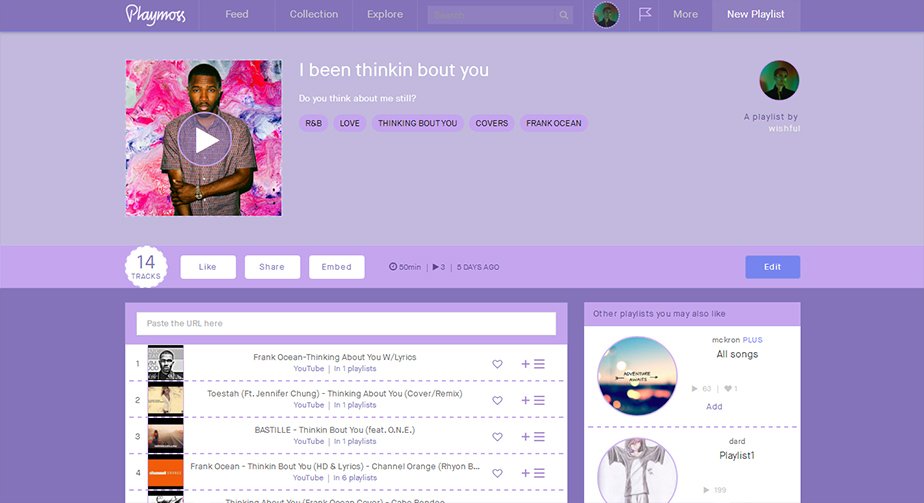 Playmoss
Feed
Collection
Explore
Search
More
New Playlist
I been thinkin bout you
Do you think about me still?
R&B
LOVE
THINKING BOUT YOU
COVERS
FRANK OCEAN
A playlist by
wishful
14
TRACKS
Like
Share
Embed
50min | 3 | 5 DAYS AGO
Edit
Paste the URL here
1
Frank Ocean-Thinking About You W/Lyrics
YouTube | In 1 playlists
2
Toestah (Ft. Jennifer Chung) - Thinking About You (Cover/Remix)
YouTube | In 1 playlists
3
BASTILLE - Thinkin Bout You (feat. O.N.E.)
YouTube | In 1 playlists
4
channel ORANGE
Frank Ocean - Thinkin Bout You (HD & Lyrics) - Channel Orange (Rhyon B...
YouTube | In 6 playlists
Thinking About You (Frank Ocean Cover) -
Other playlists you may also like
ADVENTURE
AWAITS
mckron PLUS
All songs
63 | 1
Add
dard
Playlist1
199